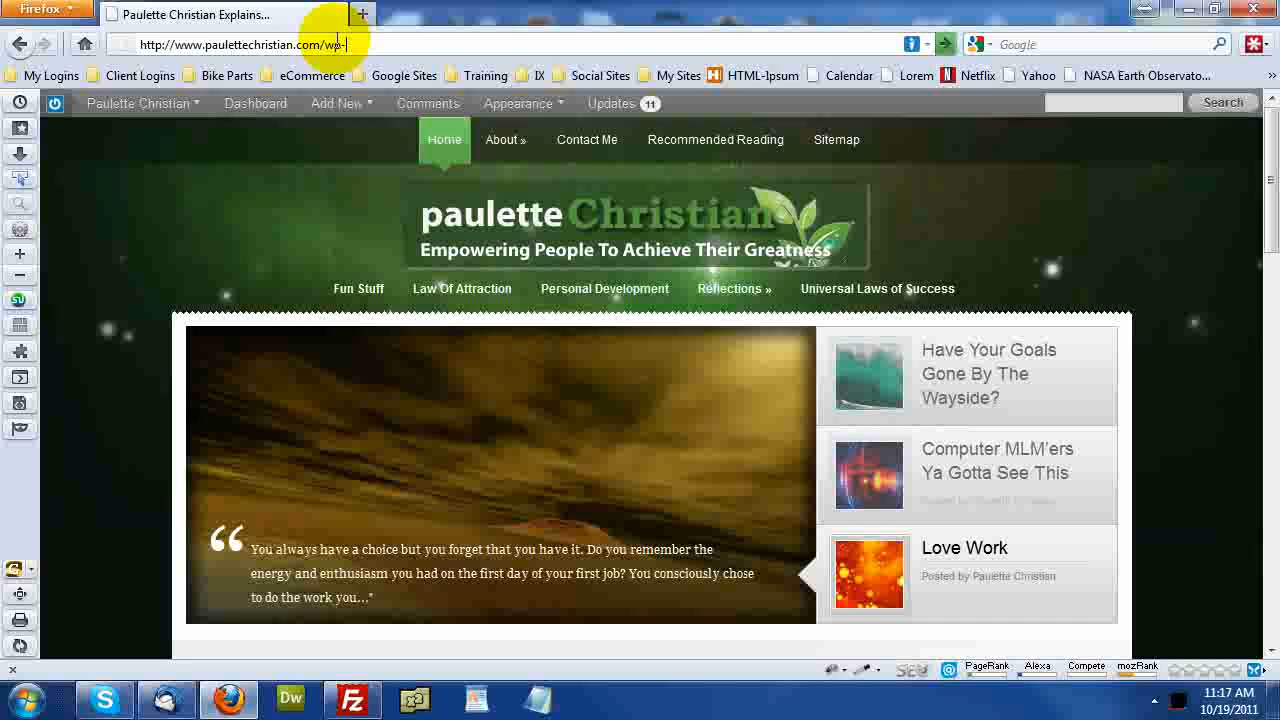 Firefox
Paulette Christian Explains...
http://www.paulettechristian.com/wp-
Google
My Logins
Client Logins
Bike Parts
eCommerce
Google Sites
Training
IX
Social Sites
My Sites
HTML-Ipsum
Calendar
Lorem
Netflix
Yahoo
NASA Earth Observato...
Paulette Christian
Dashboard
Add New
Comments
Appearance
Updates 11
Search
Home
About »
Contact Me
Recommended Reading
Sitemap
paulette Christian
Empowering People To Achieve Their Greatness
Fun Stuff
Law Of Attraction
Personal Development
Reflections »
Universal Laws of Success
Have Your Goals
Gone By The
Wayside?
Computer MLM'ers
Ya Gotta See This
Posted by Paulette Christian
Love Work
Posted by Paulette Christian
“ You always have a choice but you forget that you have it. Do you remember the
energy and enthusiasm you had on the first day of your first job? You consciously chose
to do the work you..."
PageRank
Alexa
Compete
mozRank
Dw
11:17 AM
10/19/2011